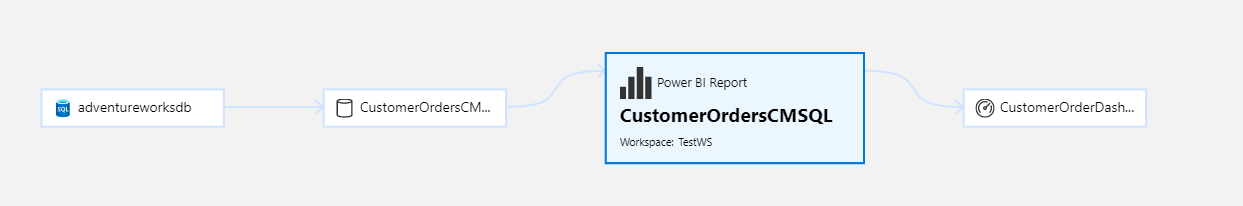 adventureworksdb
SQL
CustomerOrdersCM...
Power BI Report
CustomerOrdersCMSQL
Workspace: TestWS
CustomerOrderDash...